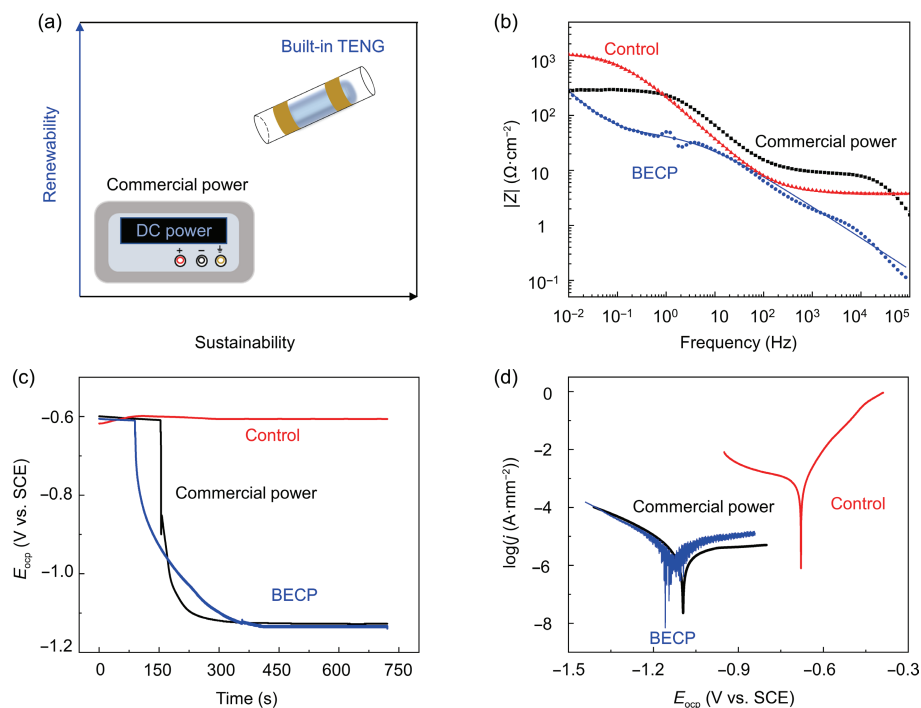 (a)
Renewability
Built-in TENG
Commercial power
DC power
+ −
Sustainability
(b)
|Z| (Ω·cm⁻²)
10³
10²
10
1
10⁻¹
Control
Commercial power
BECP
10⁻² 10⁻¹ 10⁰ 10¹ 10² 10³ 10⁴ 10⁵
Frequency (Hz)
(c)
E_ocp (V vs. SCE)
−0.6
−0.8
−1.0
−1.2
Control
Commercial power
BECP
0 150 300 450 600 750
Time (s)
(d)
log(j (A·mm⁻²))
0
−2
−4
−6
−8
Commercial power
Control
BECP
−1.5 −1.2 −0.9 −0.6 −0.3
E_ocp (V vs. SCE)